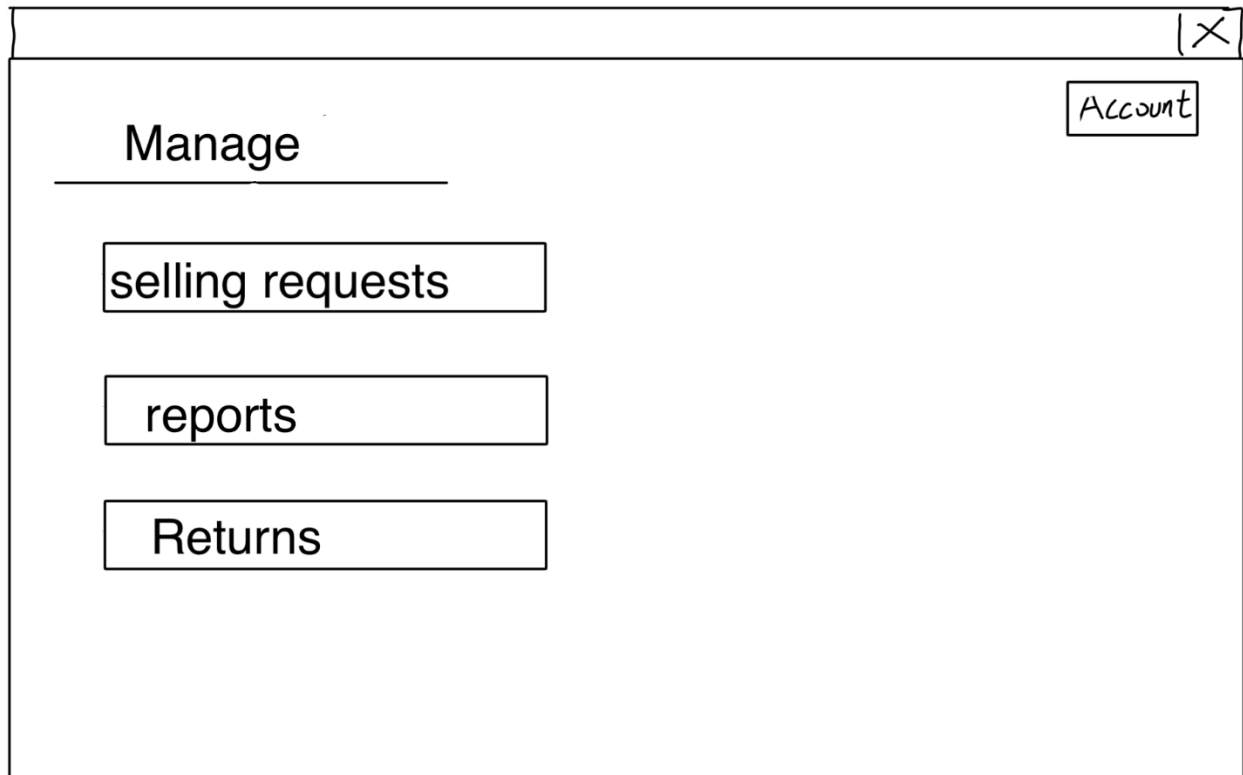 Account
Manage
selling requests
reports
Returns